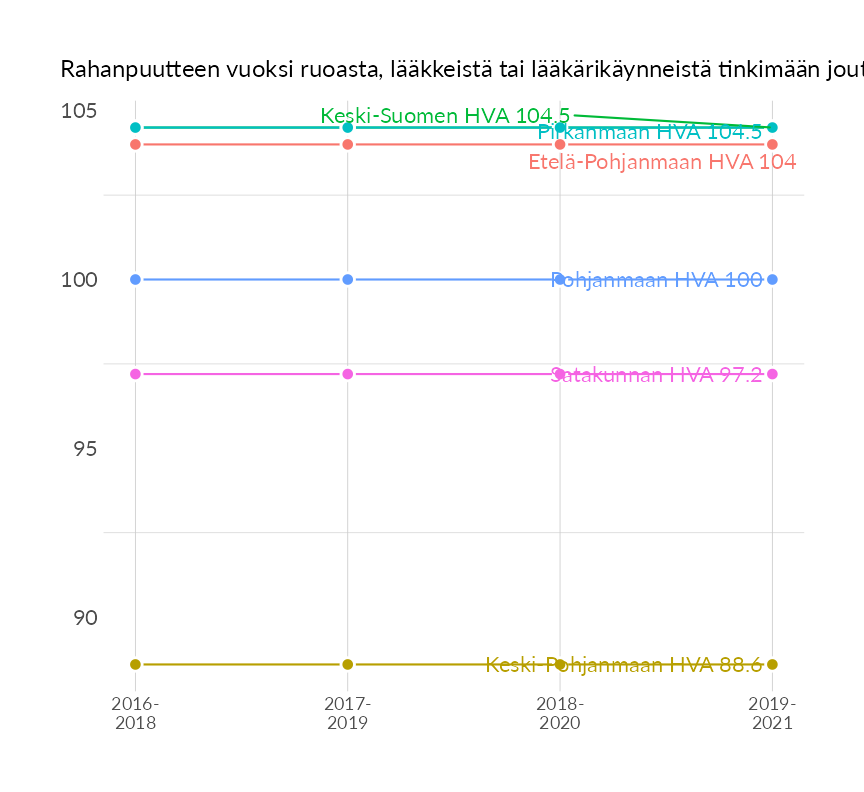 Rahanpuutteen vuoksi ruoasta, lääkkeistä tai lääkärikäynneistä tinkimään jout
105
Keski-Suomen HVA 104.5
Pirkanmaan HVA 104.5
Etelä-Pohjanmaan HVA 104
100
Pohjanmaan HVA 100
Satakunnan HVA 97.2
95
90
Keski-Pohjanmaan HVA 88.6
2016-
2018
2017-
2019
2018-
2020
2019-
2021